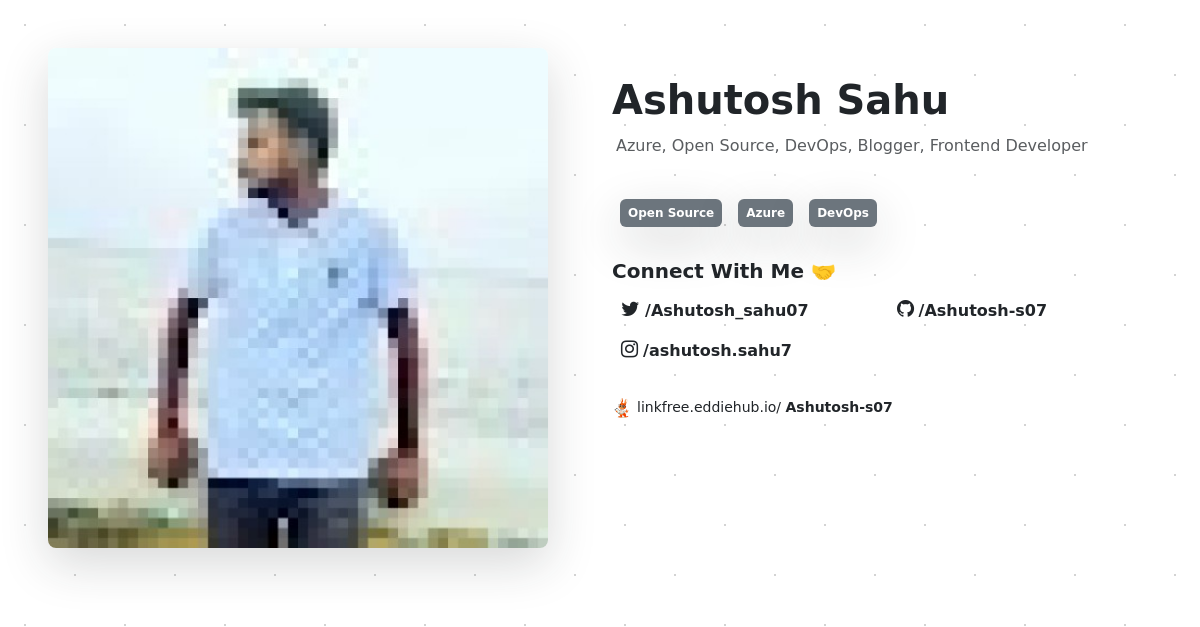 Ashutosh Sahu
Azure, Open Source, DevOps, Blogger, Frontend Developer
Open Source Azure DevOps
Connect With Me 🤝
/Ashutosh_sahu07 /Ashutosh-s07
/ashutosh.sahu7
linkfree.eddiehub.io/ Ashutosh-s07